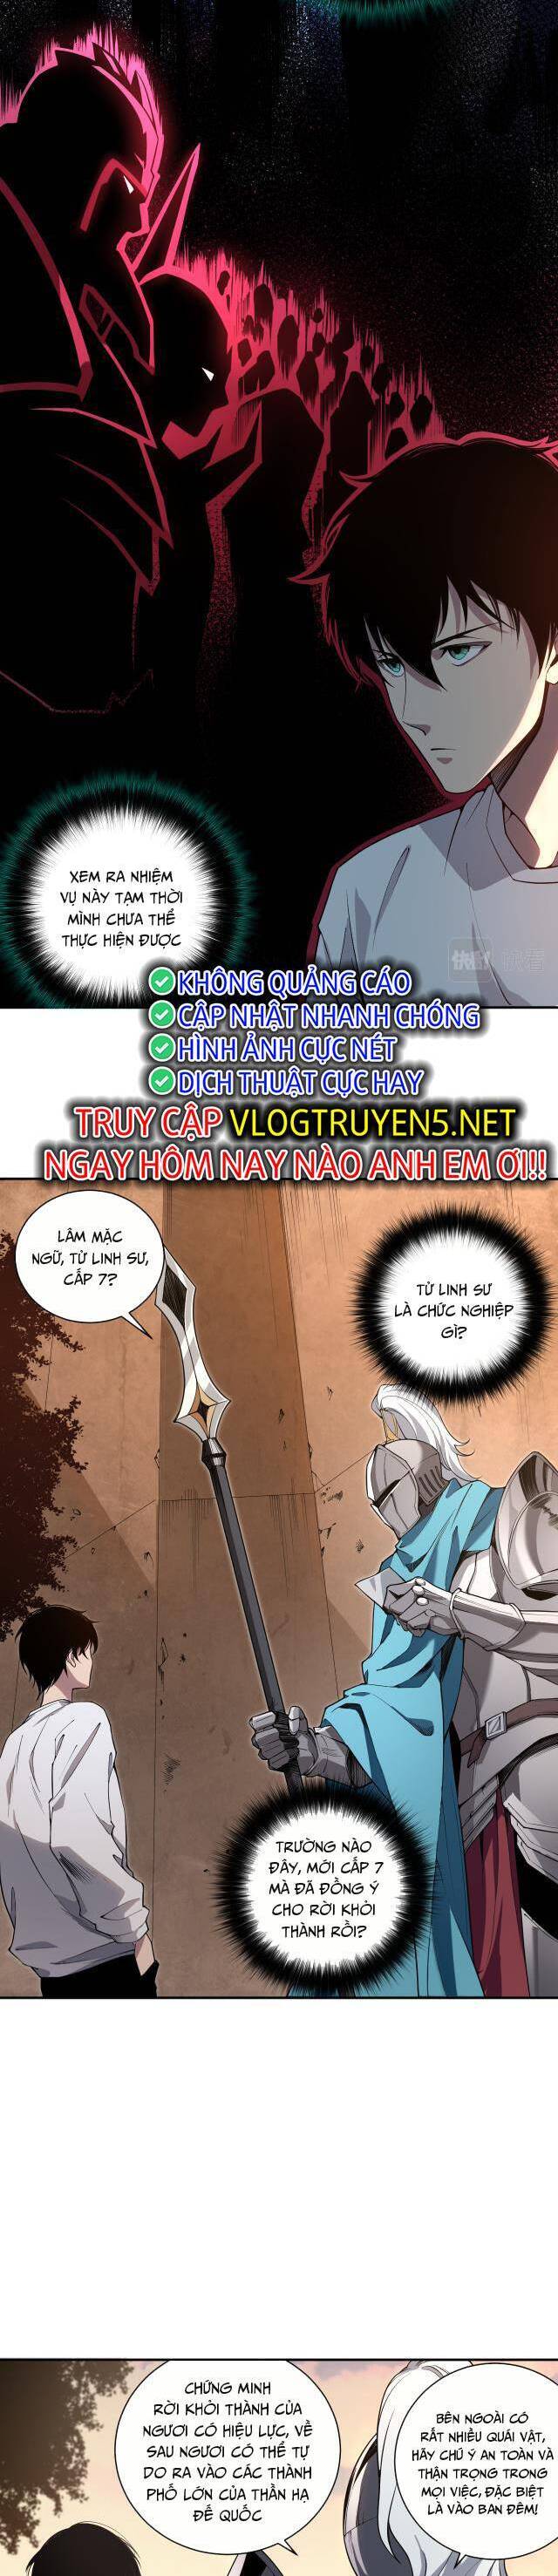 XEM RA NHIỆM
VỤ NÀY TẠM THỜI
MÌNH CHƯA THỂ
THỰC HIỆN ĐƯỢC
KHÔNG QUẢNG CÁO
CẬP NHẬT NHANH CHÓNG
HÌNH ẢNH CỰC NÉT
DỊCH THUẬT CỰC HAY
TRUY CẬP VLOGTRUYEN5.NET
NGAY HÔM NAY NÀO ANH EM ƠI!!!
LÂM MẶC
NGỮ, TỬ LINH SƯ,
CẤP 7?
TỬ LINH SƯ
LÀ CHỨC NGHIỆP
GÌ?
TRƯỜNG NÀO
ĐÂY, MỚI CẤP 7
MÀ ĐÃ ĐỒNG Ý
CHO RỜI KHỎI
THÀNH RỒI?
CHỨNG MINH
RỜI KHỎI THÀNH CỦA
NGƯƠI CÓ HIỆU LỰC, VỀ
SAU NGƯƠI CÓ THỂ TỰ
DO RA VÀO CÁC THÀNH
PHỐ LỚN CỦA THẦN HẠ
ĐẾ QUỐC
BÊN NGOÀI CÓ
RẤT NHIỀU QUÁI VẬT,
HÃY CHÚ Ý AN TOÀN VÀ
THẬN TRỌNG TRONG
MỌI VIỆC, ĐẶC BIỆT
LÀ VÀO BAN ĐÊM!